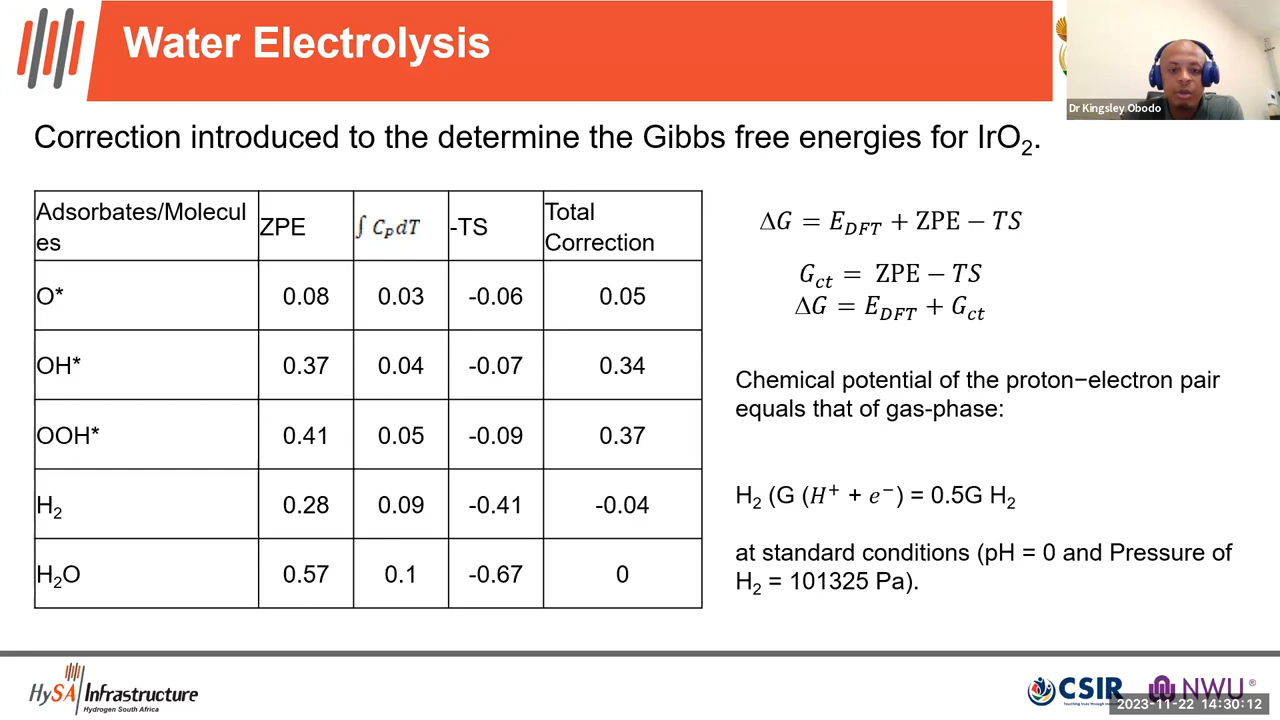 Water Electrolysis
Dr Kingsley Obodo
Correction introduced to the determine the Gibbs free energies for IrO₂.
Adsorbates/Molecul
es
ZPE
∫ C_P dT
-TS
Total
Correction
O* 0.08 0.03 -0.06 0.05
OH* 0.37 0.04 -0.07 0.34
OOH* 0.41 0.05 -0.09 0.37
H₂ 0.28 0.09 -0.41 -0.04
H₂O 0.57 0.1 -0.67 0
ΔG = E_DFT + ZPE − TS
G_ct = ZPE − TS
ΔG = E_DFT + G_ct
Chemical potential of the proton−electron pair
equals that of gas-phase:
H₂ (G (H⁺ + e⁻) = 0.5G H₂
at standard conditions (pH = 0 and Pressure of
H₂ = 101325 Pa).
HySA Infrastructure
Hydrogen South Africa
CSIR
NWU®
2023-11-22 14:30:12